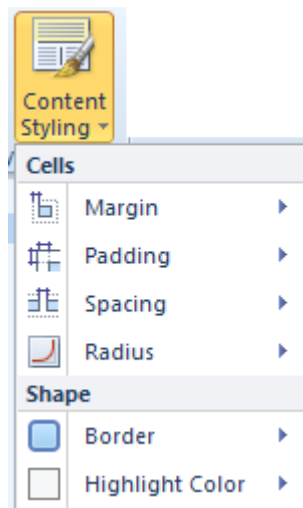 Content
Styling
Cells
Margin
Padding
Spacing
Radius
Shape
Border
Highlight Color